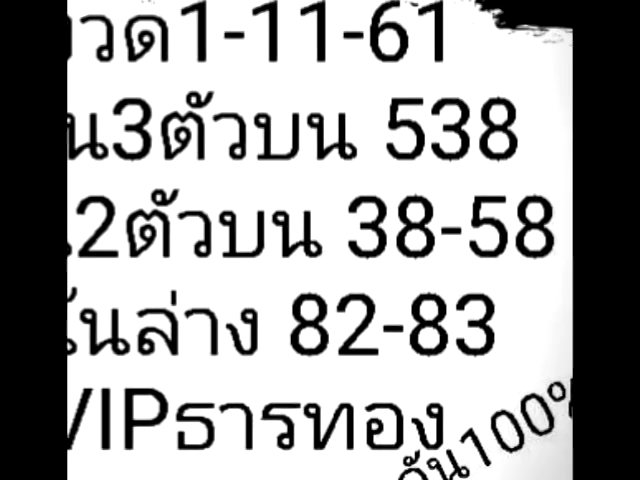 งวด1-11-61
น3ตัวบน 538
2ตัวบน 38-58
นล่าง 82-83
VIPธารทอง
กัน100%